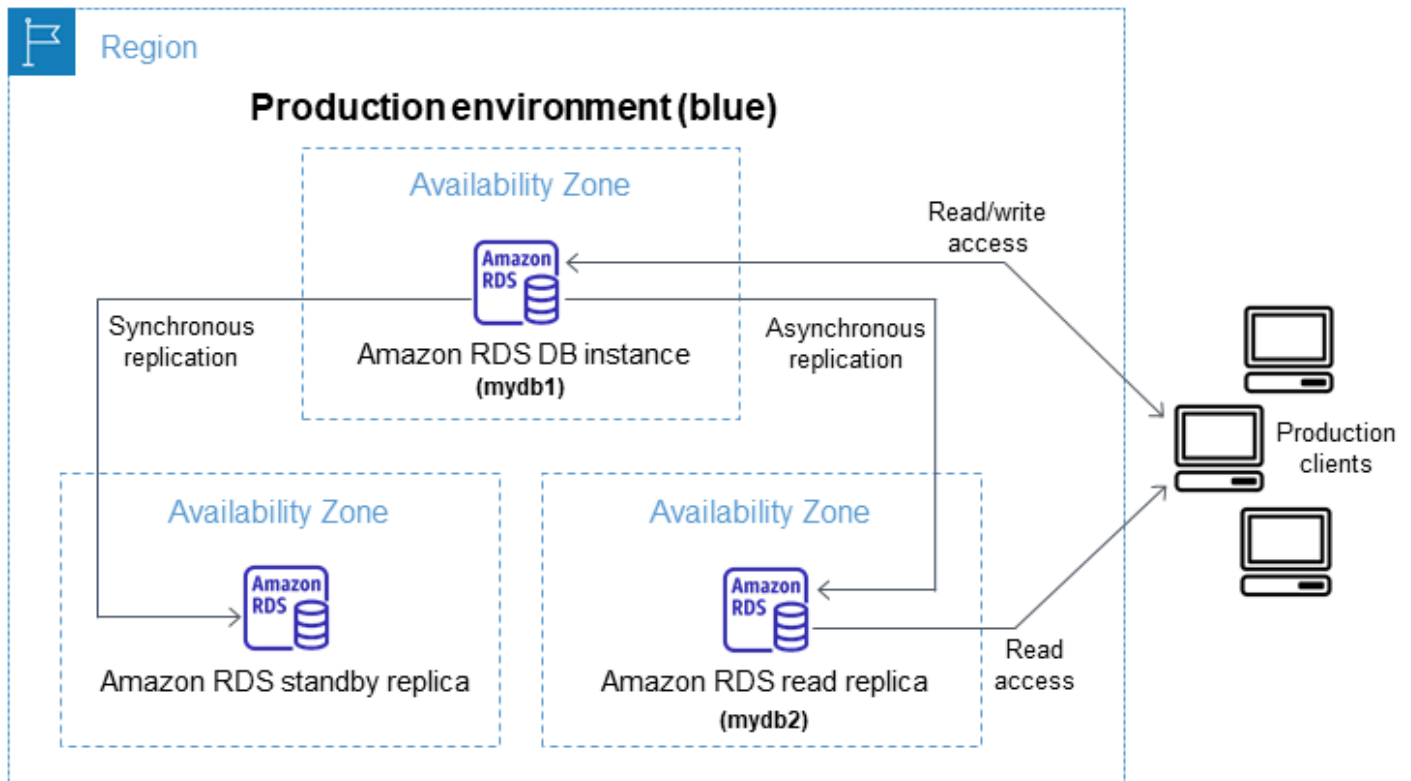 Region
Production environment (blue)
Availability Zone
Amazon
RDS
Amazon RDS DB instance
(mydb1)
Synchronous
replication
Asynchronous
replication
Read/write
access
Production
clients
Availability Zone
Amazon
RDS
Amazon RDS standby replica
Availability Zone
Amazon
RDS
Amazon RDS read replica
(mydb2)
Read
access